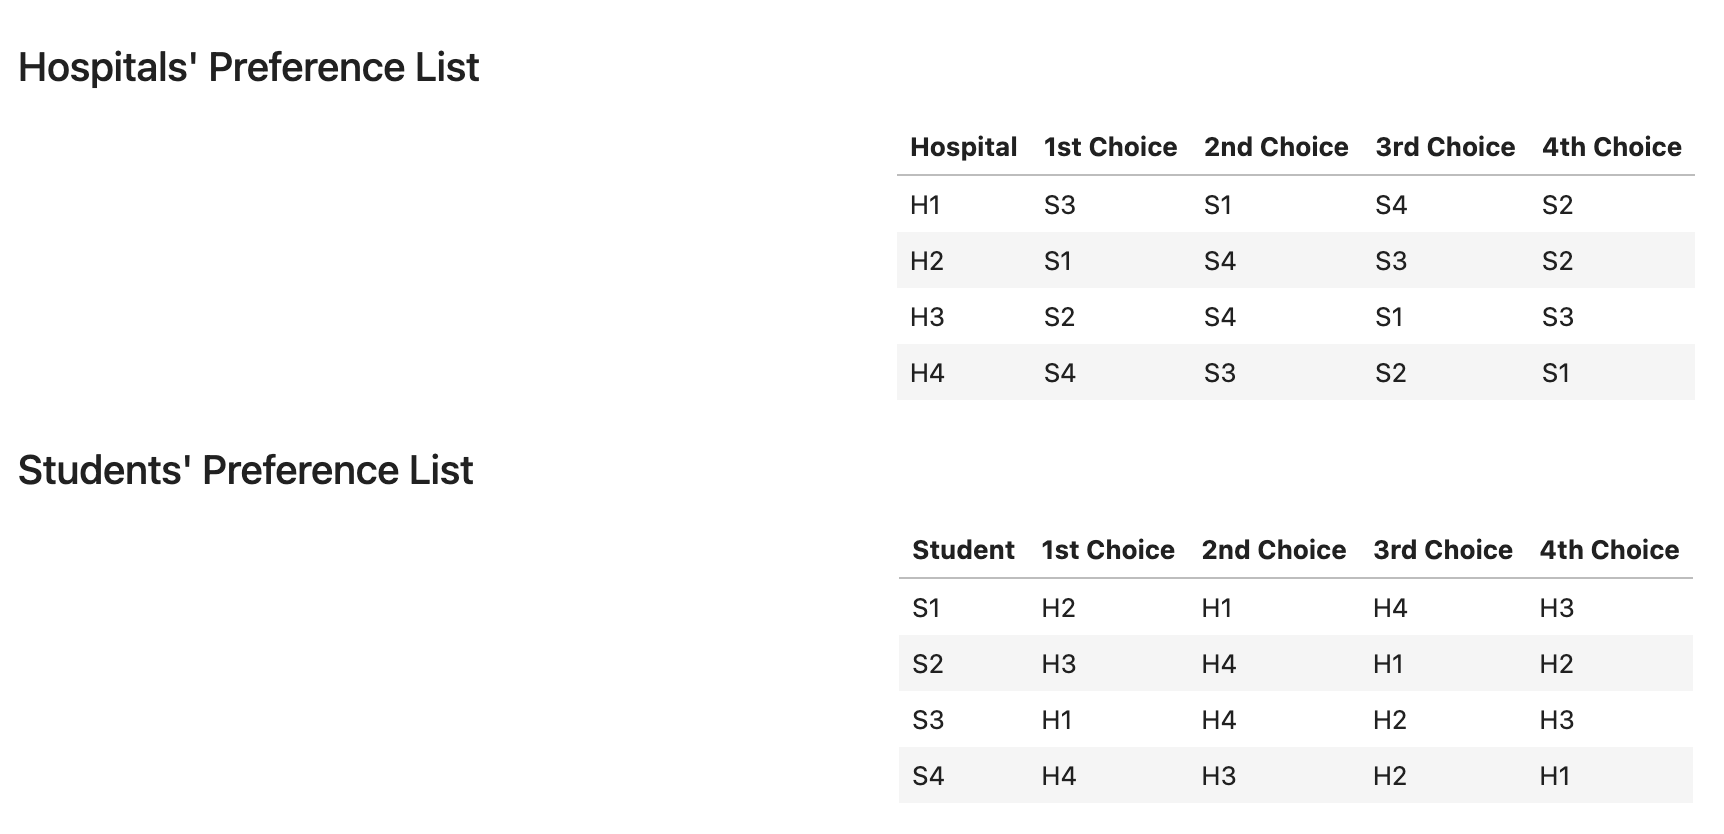 Hospitals' Preference List
Hospital 1st Choice 2nd Choice 3rd Choice 4th Choice
H1 S3 S1 S4 S2
H2 S1 S4 S3 S2
H3 S2 S4 S1 S3
H4 S4 S3 S2 S1
Students' Preference List
Student 1st Choice 2nd Choice 3rd Choice 4th Choice
S1 H2 H1 H4 H3
S2 H3 H4 H1 H2
S3 H1 H4 H2 H3
S4 H4 H3 H2 H1